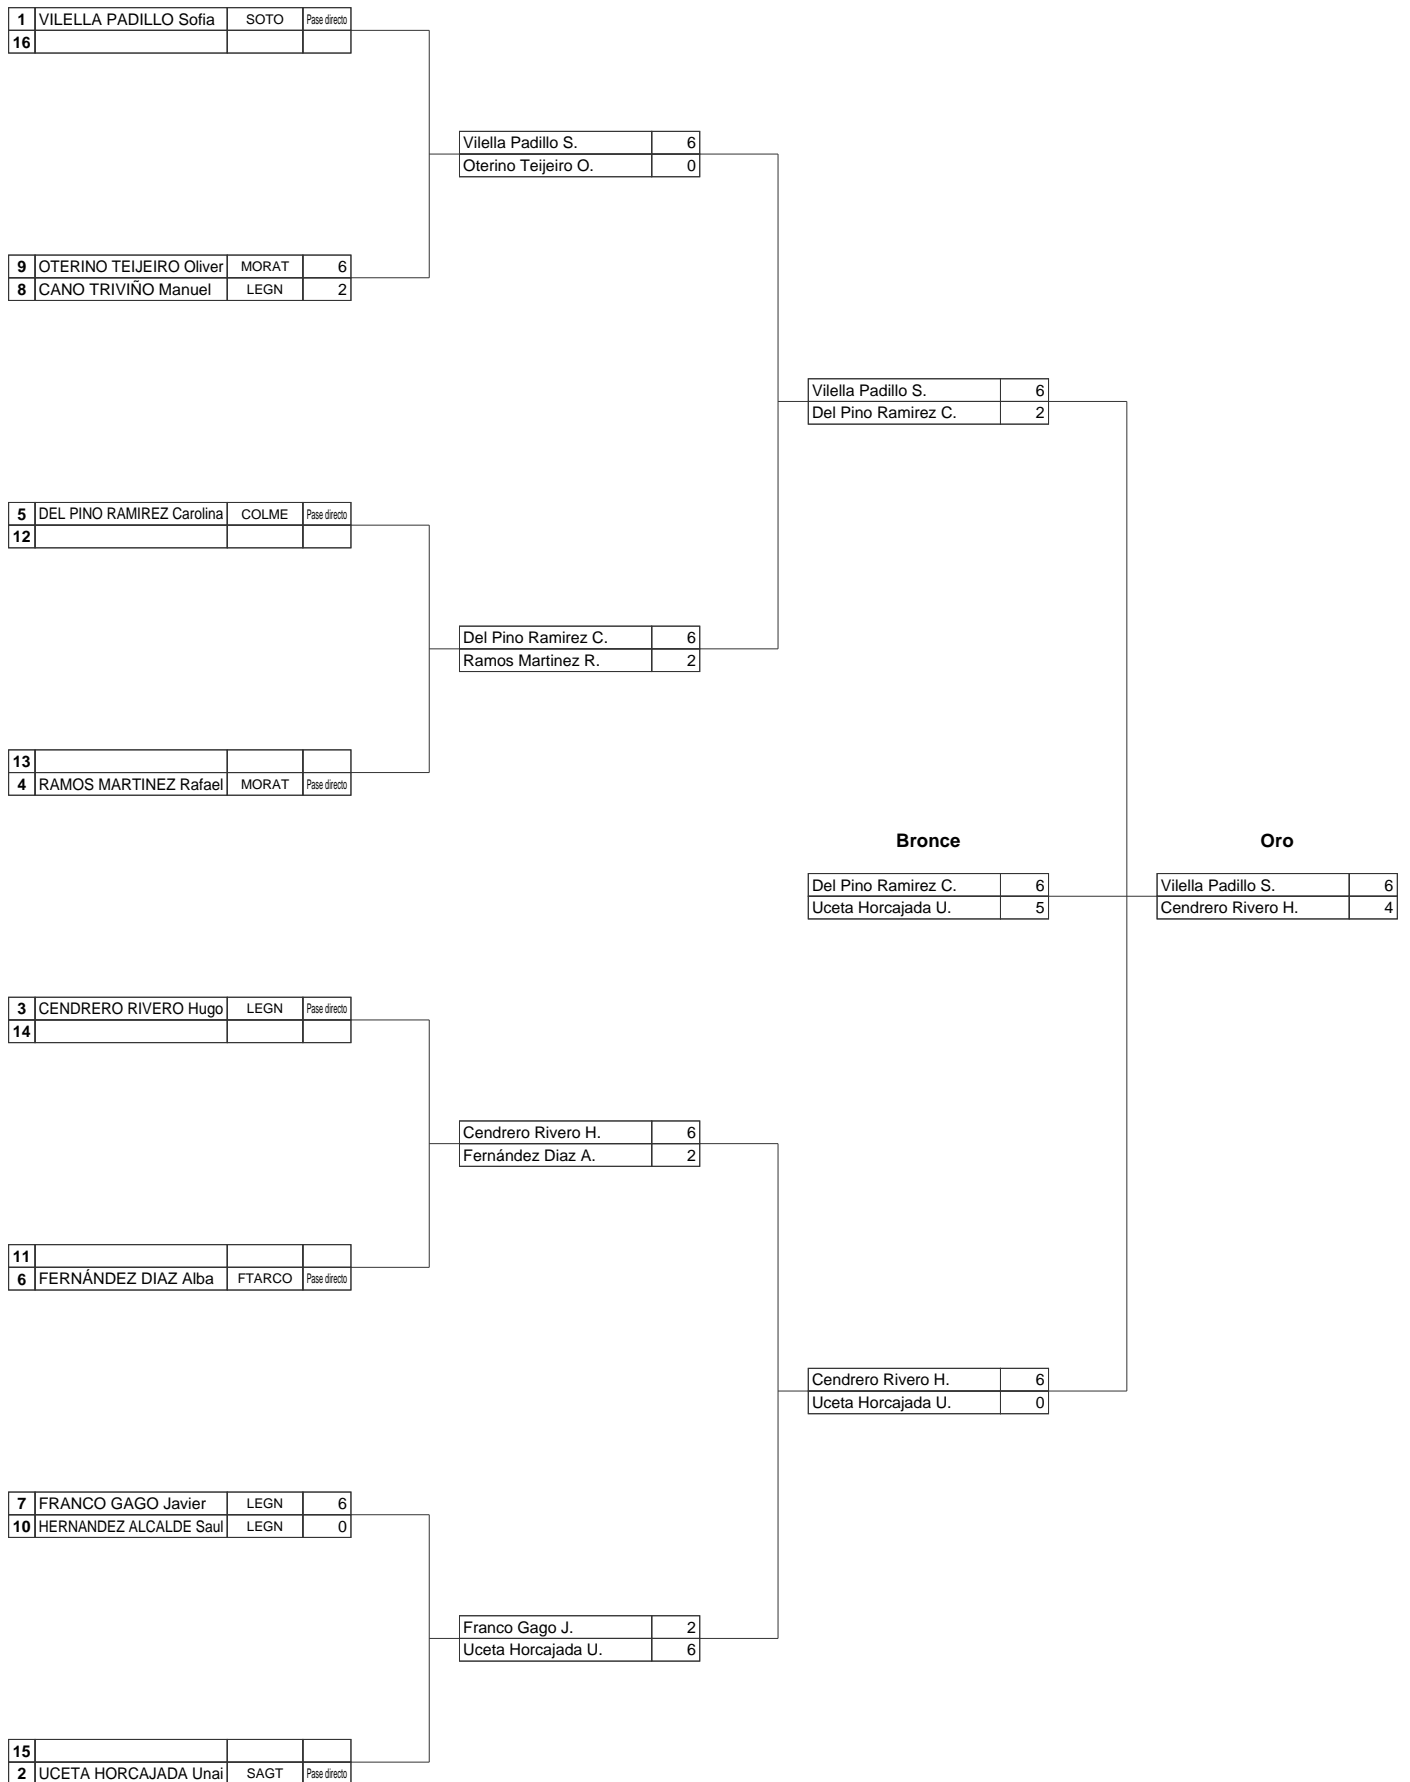 1 VILELLA PADILLO Sofia SOTO Pase directo
16
Vilella Padillo S. 6
Oterino Teijeiro O. 0
9 OTERINO TEIJEIRO Oliver MORAT 6
8 CANO TRIVIÑO Manuel LEGN 2
Vilella Padillo S. 6
Del Pino Ramirez C. 2
5 DEL PINO RAMIREZ Carolina COLME Pase directo
12
Del Pino Ramirez C. 6
Ramos Martinez R. 2
13
4 RAMOS MARTINEZ Rafael MORAT Pase directo
Bronce Oro
Del Pino Ramirez C. 6 Vilella Padillo S. 6
Uceta Horcajada U. 5 Cendrero Rivero H. 4
3 CENDRERO RIVERO Hugo LEGN Pase directo
14
Cendrero Rivero H. 6
Fernández Diaz A. 2
11
6 FERNÁNDEZ DIAZ Alba FTARCO Pase directo
Cendrero Rivero H. 6
Uceta Horcajada U. 0
7 FRANCO GAGO Javier LEGN 6
10 HERNANDEZ ALCALDE Saul LEGN 0
Franco Gago J. 2
Uceta Horcajada U. 6
15
2 UCETA HORCAJADA Unai SAGT Pase directo